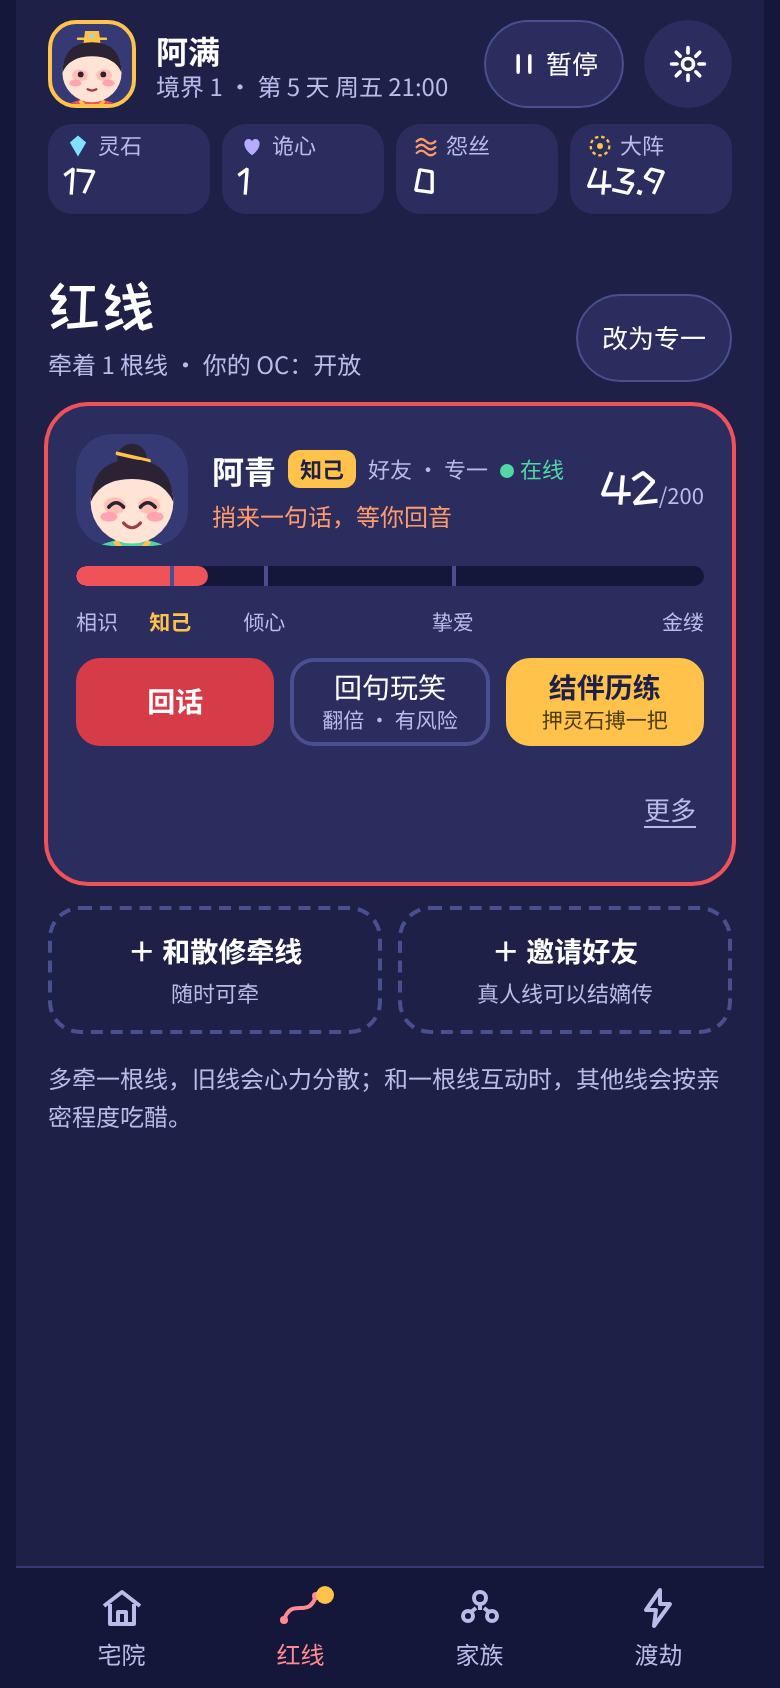 阿满
境界 1 · 第 5 天 周五 21:00
暂停
灵石
17
诡心
1
怨丝
0
大阵
43.9
红线
牵着 1 根线 · 你的 OC：开放
改为专一
阿青 知己 好友 · 专一 在线
捎来一句话，等你回音
42/200
相识 知己 倾心 挚爱 金缕
回话
回句玩笑
翻倍 · 有风险
结伴历练
押灵石搏一把
更多
＋ 和散修牵线
随时可牵
＋ 邀请好友
真人线可以结嫡传
多牵一根线，旧线会心力分散；和一根线互动时，其他线会按亲
密程度吃醋。
宅院
红线
家族
渡劫